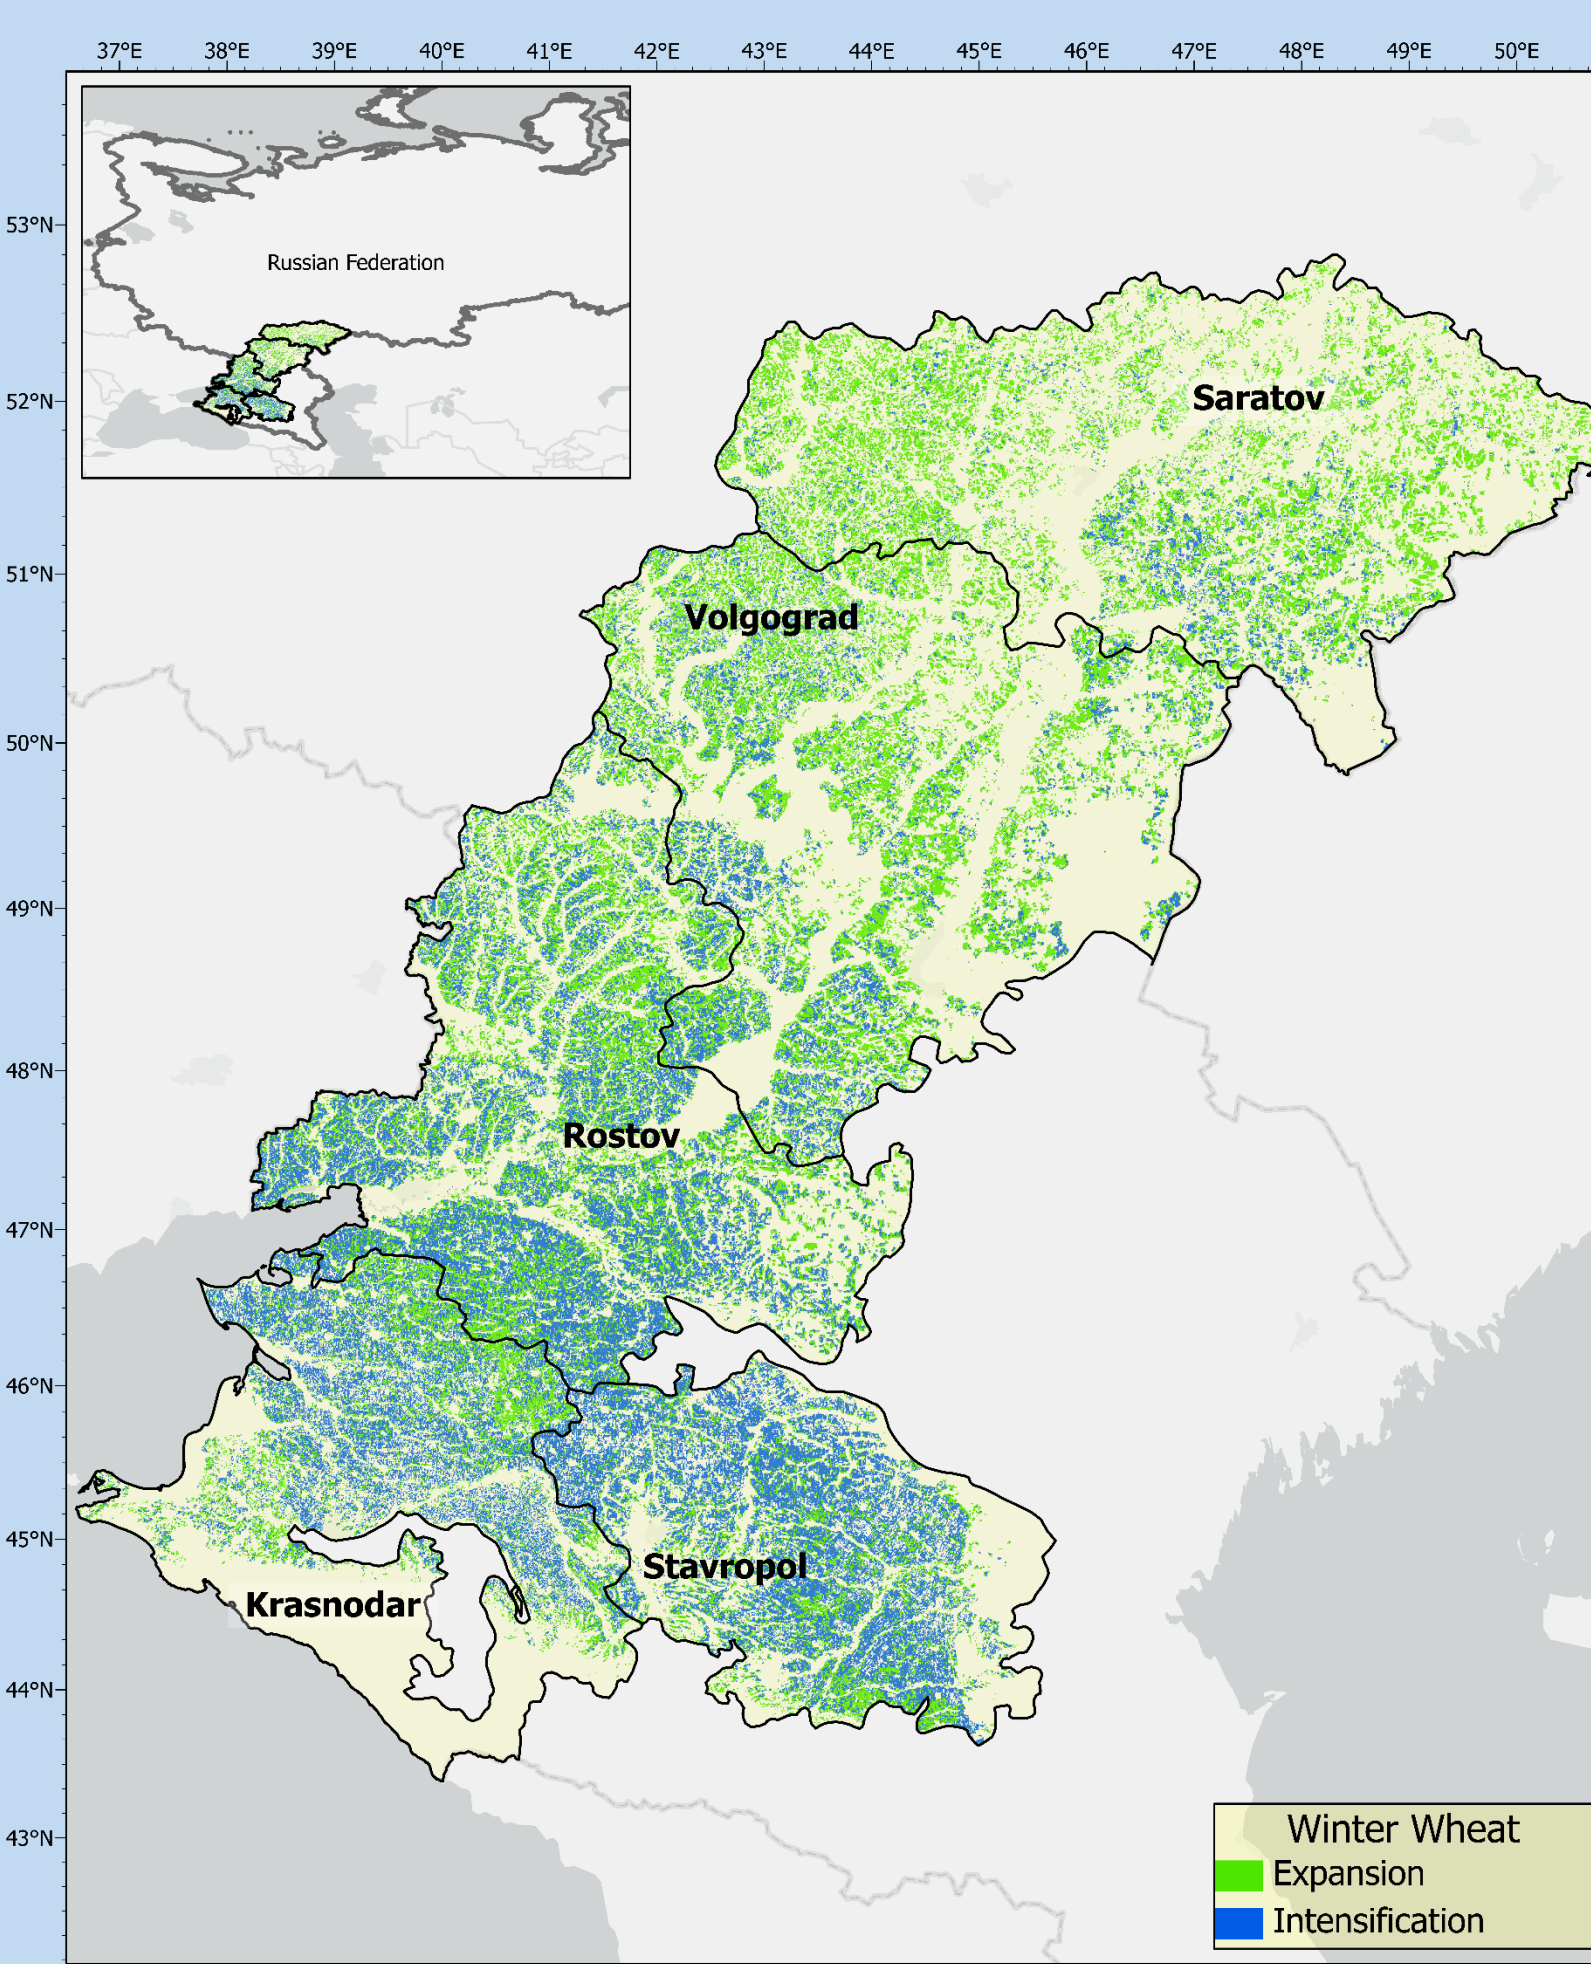 37°E 38°E 39°E 40°E 41°E 42°E 43°E 44°E 45°E 46°E 47°E 48°E 49°E 50°E
53°N
Russian Federation
52°N
Saratov
51°N
Volgograd
50°N
49°N
48°N
Rostov
47°N
46°N
45°N
Stavropol
Krasnodar
44°N
43°N
Winter Wheat
Expansion
Intensification